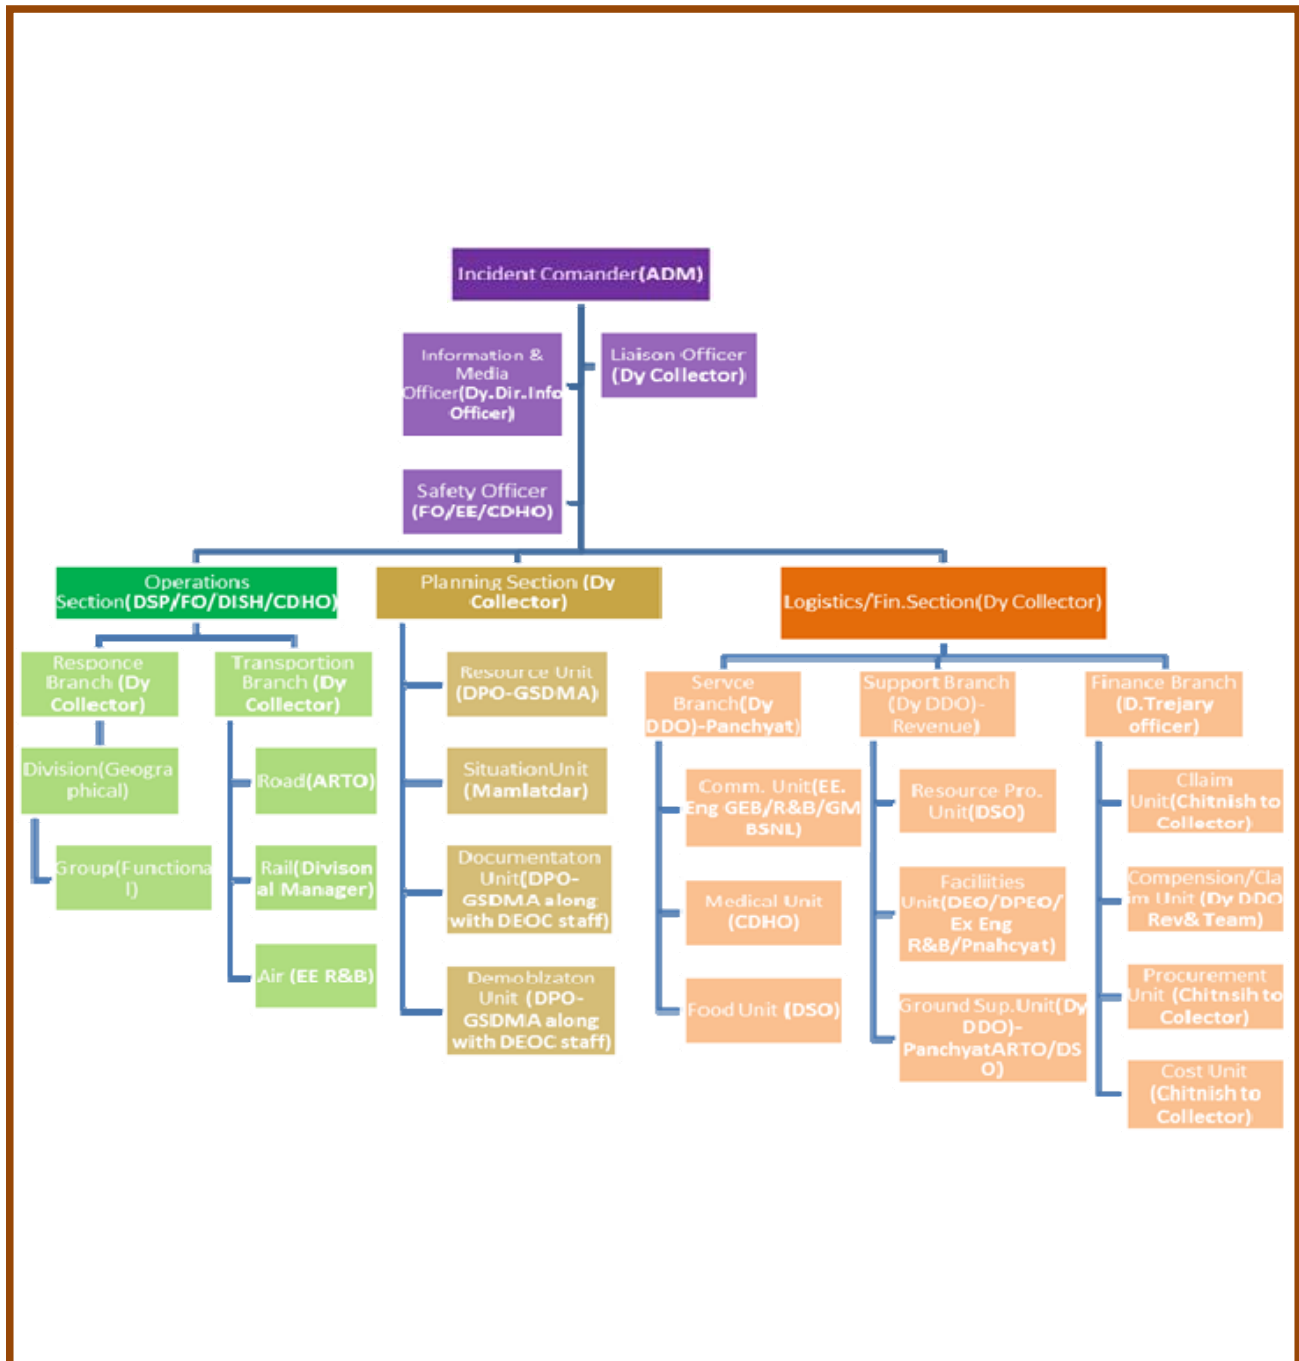 Incident Comander(ADM)
Information &
Media
Officer(Dy.Dir.Info
Officer)
Liaison Officer
(Dy Collector)
Safety Officer
(FO/EE/CDHO)
Operations
Section(DSP/FO/DISH/CDHO)
Planning Section (Dy
Collector)
Logistics/Fin.Section(Dy Collector)
Responce
Branch (Dy
Collector)
Division(Geogra
phical)
Group(Functiona
l)
Transportion
Branch (Dy
Collector)
Road(ARTO)
Rail(Divison
al Manager)
Air (EE R&B)
Resource Unit
(DPO-GSDMA)
SituationUnit
(Mamlatdar)
Documentaton
Unit(DPO-
GSDMA along
with DEOC staff)
Demoblzaton
Unit (DPO-
GSDMA along
with DEOC staff)
Servce
Branch(Dy
DDO)-Panchyat)
Comm. Unit(EE.
Eng GEB/R&B/GM
BSNL)
Medical Unit
(CDHO)
Food Unit (DSO)
Support Branch
(Dy DDO)-
Revenue)
Resource Pro.
Unit(DSO)
Faciliities
Unit(DEO/DPEO/
Ex Eng
R&B/Pnahcyat)
Ground Sup.Unit(Dy
DDO)-
PanchyatARTO/DS
O)
Finance Branch
(D.Trejary
officer)
Cllaim
Unit(Chitnish to
Collector)
Compension/Cla
im Unit (Dy DDO
Rev& Team)
Procurement
Unit (Chitnsih to
Colector)
Cost Unit
(Chitnish to
Collector)